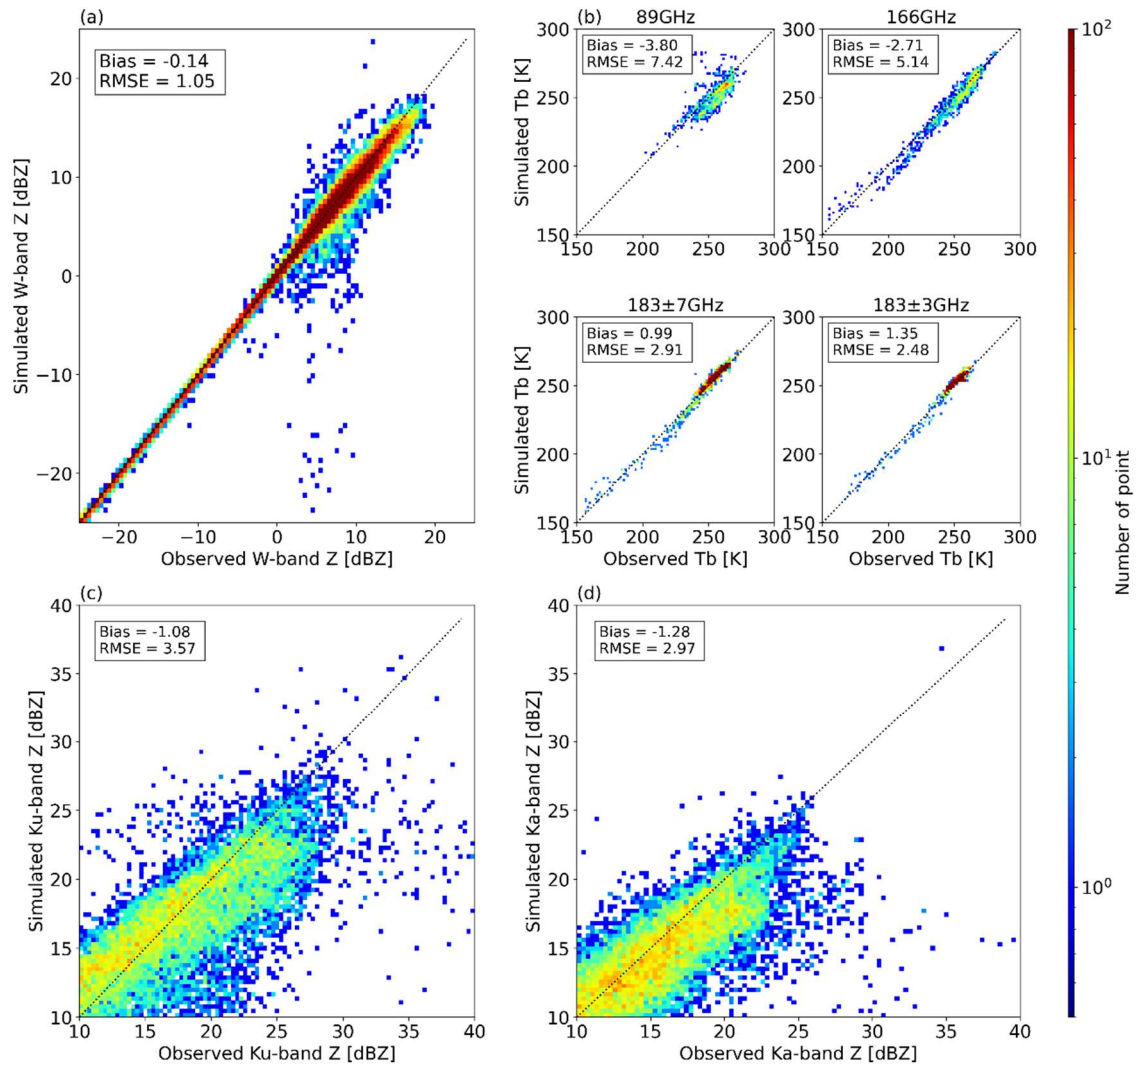 (a)
Bias = -0.14
RMSE = 1.05
20
10
0
−10
−20
Simulated W-band Z [dBZ]
−20 −10 0 10 20
Observed W-band Z [dBZ]
(b)
89GHz
Bias = -3.80
RMSE = 7.42
300
250
200
150
Simulated Tb [K]
150 200 250 300
166GHz
Bias = -2.71
RMSE = 5.14
300
250
200
150
150 200 250 300
183±7GHz
Bias = 0.99
RMSE = 2.91
300
250
200
150
Simulated Tb [K]
150 200 250 300
Observed Tb [K]
183±3GHz
Bias = 1.35
RMSE = 2.48
300
250
200
150
150 200 250 300
Observed Tb [K]
10²
10¹
10⁰
Number of point
(c)
Bias = -1.08
RMSE = 3.57
40
35
30
25
20
15
10
Simulated Ku-band Z [dBZ]
10 15 20 25 30 35 40
Observed Ku-band Z [dBZ]
(d)
Bias = -1.28
RMSE = 2.97
40
35
30
25
20
15
10
Simulated Ka-band Z [dBZ]
10 15 20 25 30 35 40
Observed Ka-band Z [dBZ]